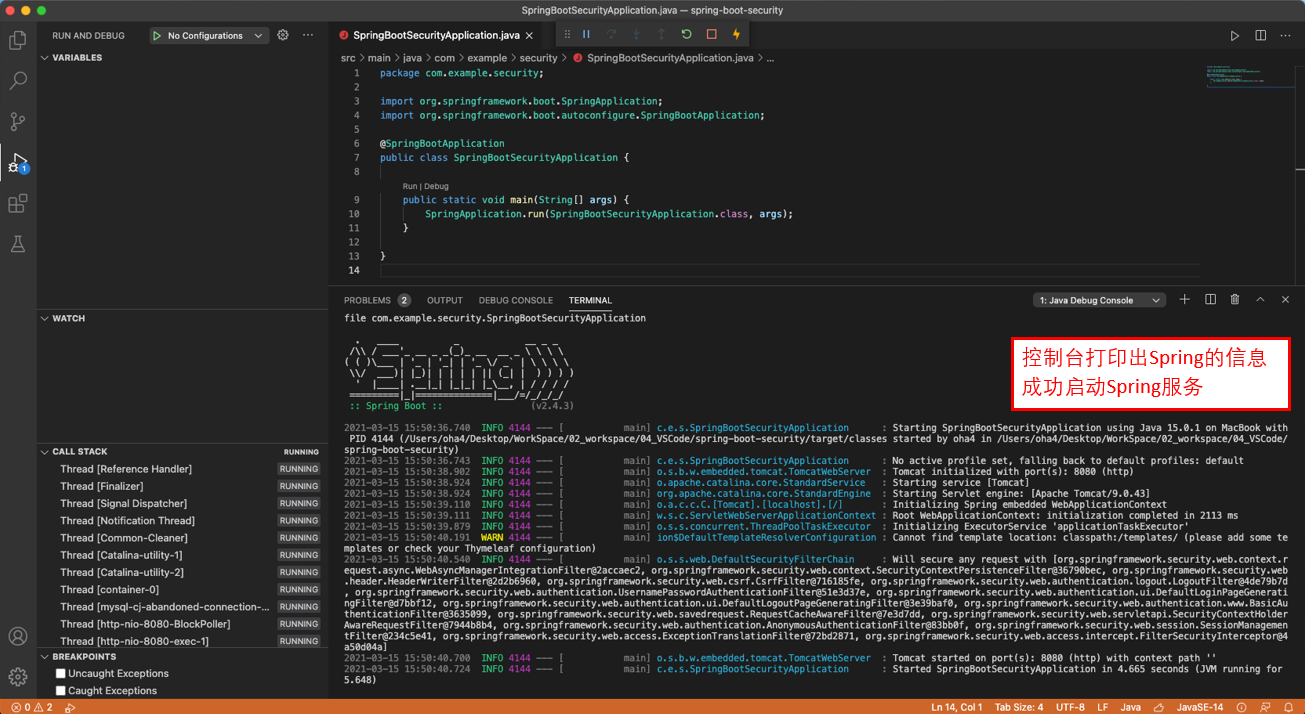 SpringBootSecurityApplication.java — spring-boot-security
RUN AND DEBUG
No Configurations
SpringBootSecurityApplication.java
VARIABLES
src > main > java > com > example > security > SpringBootSecurityApplication.java > ...
1 package com.example.security;
2
3 import org.springframework.boot.SpringApplication;
4 import org.springframework.boot.autoconfigure.SpringBootApplication;
5
6 @SpringBootApplication
7 public class SpringBootSecurityApplication {
8
Run | Debug
9 public static void main(String[] args) {
10 SpringApplication.run(SpringBootSecurityApplication.class, args);
11 }
12
13 }
14
1
WATCH
CALL STACK RUNNING
Thread [Reference Handler] RUNNING
Thread [Finalizer] RUNNING
Thread [Signal Dispatcher] RUNNING
Thread [Notification Thread] RUNNING
Thread [Common-Cleaner] RUNNING
Thread [Catalina-utility-1] RUNNING
Thread [Catalina-utility-2] RUNNING
Thread [container-0] RUNNING
Thread [mysql-cj-abandoned-connection-... RUNNING
Thread [http-nio-8080-BlockPoller] RUNNING
Thread [http-nio-8080-exec-1] RUNNING
BREAKPOINTS
Uncaught Exceptions
Caught Exceptions
PROBLEMS 2 OUTPUT DEBUG CONSOLE TERMINAL
1: Java Debug Console
file com.example.security.SpringBootSecurityApplication
:: Spring Boot :: (v2.4.3)
控制台打印出Spring的信息
成功启动Spring服务
2021-03-15 15:50:36.740 INFO 4144 --- [ main] c.e.s.SpringBootSecurityApplication : Starting SpringBootSecurityApplication using Java 15.0.1 on MacBook with
PID 4144 (/Users/oha4/Desktop/WorkSpace/02_workspace/04_VSCode/spring-boot-security/target/classes started by oha4 in /Users/oha4/Desktop/WorkSpace/02_workspace/04_VSCode/
spring-boot-security)
2021-03-15 15:50:36.743 INFO 4144 --- [ main] c.e.s.SpringBootSecurityApplication : No active profile set, falling back to default profiles: default
2021-03-15 15:50:38.902 INFO 4144 --- [ main] o.s.b.w.embedded.tomcat.TomcatWebServer : Tomcat initialized with port(s): 8080 (http)
2021-03-15 15:50:38.924 INFO 4144 --- [ main] o.apache.catalina.core.StandardService : Starting service [Tomcat]
2021-03-15 15:50:38.924 INFO 4144 --- [ main] org.apache.catalina.core.StandardEngine : Starting Servlet engine: [Apache Tomcat/9.0.43]
2021-03-15 15:50:39.110 INFO 4144 --- [ main] o.a.c.c.C.[Tomcat].[localhost].[/] : Initializing Spring embedded WebApplicationContext
2021-03-15 15:50:39.111 INFO 4144 --- [ main] w.s.c.ServletWebServerApplicationContext : Root WebApplicationContext: initialization completed in 2113 ms
2021-03-15 15:50:39.879 INFO 4144 --- [ main] o.s.s.concurrent.ThreadPoolTaskExecutor : Initializing ExecutorService 'applicationTaskExecutor'
2021-03-15 15:50:40.191 WARN 4144 --- [ main] ion$DefaultTemplateResolverConfiguration : Cannot find template location: classpath:/templates/ (please add some te
mplates or check your Thymeleaf configuration)
2021-03-15 15:50:40.540 INFO 4144 --- [ main] o.s.s.web.DefaultSecurityFilterChain : Will secure any request with [org.springframework.security.web.context.r
equest.async.WebAsyncManagerIntegrationFilter@2accaec2, org.springframework.security.web.context.SecurityContextPersistenceFilter@36790bec, org.springframework.security.web
.header.HeaderWriterFilter@2d2b6960, org.springframework.security.web.csrf.CsrfFilter@716185fe, org.springframework.security.web.authentication.logout.LogoutFilter@4de79b7d
, org.springframework.security.web.authentication.UsernamePasswordAuthenticationFilter@51e3d37e, org.springframework.security.web.authentication.ui.DefaultLoginPageGenerati
ngFilter@d7bbf12, org.springframework.security.web.authentication.ui.DefaultLogoutPageGeneratingFilter@3e39baf0, org.springframework.security.web.authentication.www.BasicAu
thenticationFilter@3635099, org.springframework.security.web.savedrequest.RequestCacheAwareFilter@7e3d7dd, org.springframework.security.web.servletapi.SecurityContextHolder
AwareRequestFilter@7944b8b4, org.springframework.security.web.authentication.AnonymousAuthenticationFilter@83bb0f, org.springframework.security.web.session.SessionManagemen
tFilter@234c5e41, org.springframework.security.web.access.ExceptionTranslationFilter@72bd2871, org.springframework.security.web.access.intercept.FilterSecurityInterceptor@4
a50d04a]
2021-03-15 15:50:40.700 INFO 4144 --- [ main] o.s.b.w.embedded.tomcat.TomcatWebServer : Tomcat started on port(s): 8080 (http) with context path ''
2021-03-15 15:50:40.724 INFO 4144 --- [ main] c.e.s.SpringBootSecurityApplication : Started SpringBootSecurityApplication in 4.665 seconds (JVM running for
5.648)
0 2 Ln 14, Col 1 Tab Size: 4 UTF-8 LF Java JavaSE-14